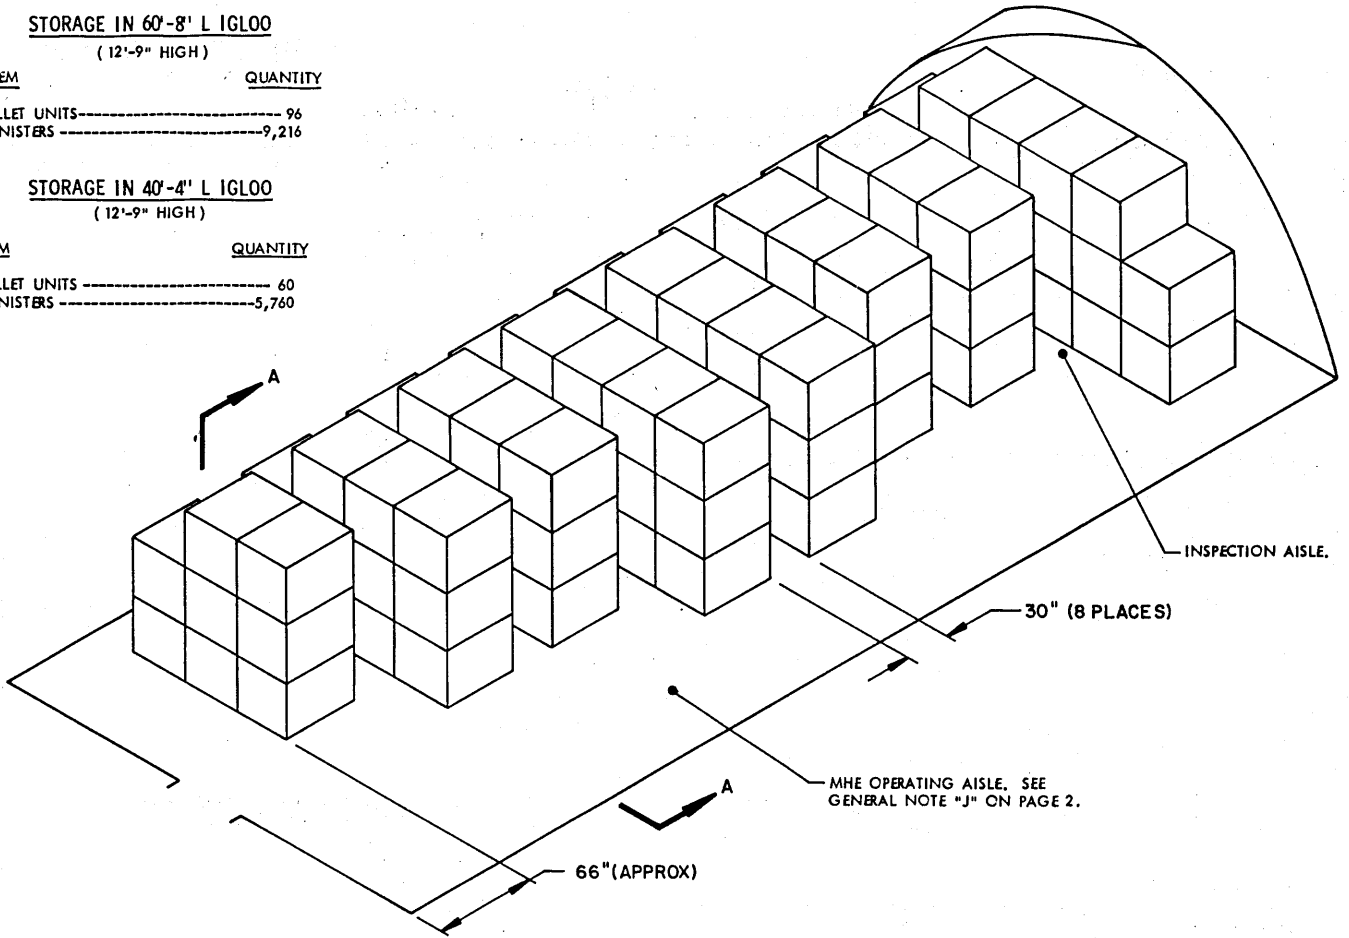 STORAGE IN 60'-8" L IGLOO
(12'-9" HIGH)
EM QUANTITY
LLET UNITS---------------------------- 96
NISTERS ----------------------------9,216
STORAGE IN 40'-4" L IGLOO
(12'-9" HIGH)
M QUANTITY
LLET UNITS -------------------------- 60
NISTERS ---------------------------5,760
A
INSPECTION AISLE.
30" (8 PLACES)
A
MHE OPERATING AISLE. SEE
GENERAL NOTE "J" ON PAGE 2.
66" (APPROX)